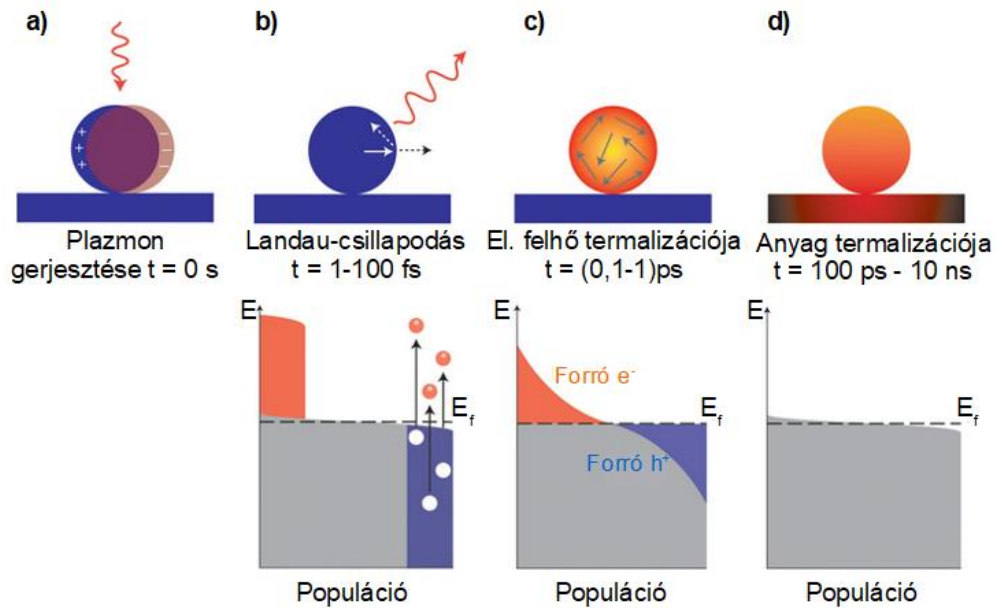 a)
b)
c)
d)
+
+
+
−
−
−
Plazmon
gerjesztése t = 0 s
Landau-csillapodás
t = 1-100 fs
El. felhő termalizációja
t = (0,1-1)ps
Anyag termalizációja
t = 100 ps - 10 ns
E
E_f
Populáció
E
Forró e⁻
E_f
Forró h⁺
Populáció
E
E_f
Populáció